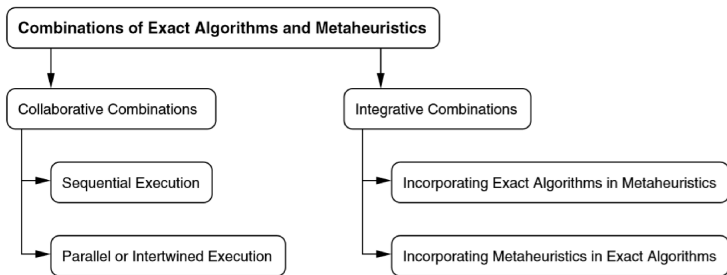 Combinations of Exact Algorithms and Metaheuristics
Collaborative Combinations
Integrative Combinations
Sequential Execution
Incorporating Exact Algorithms in Metaheuristics
Parallel or Intertwined Execution
Incorporating Metaheuristics in Exact Algorithms